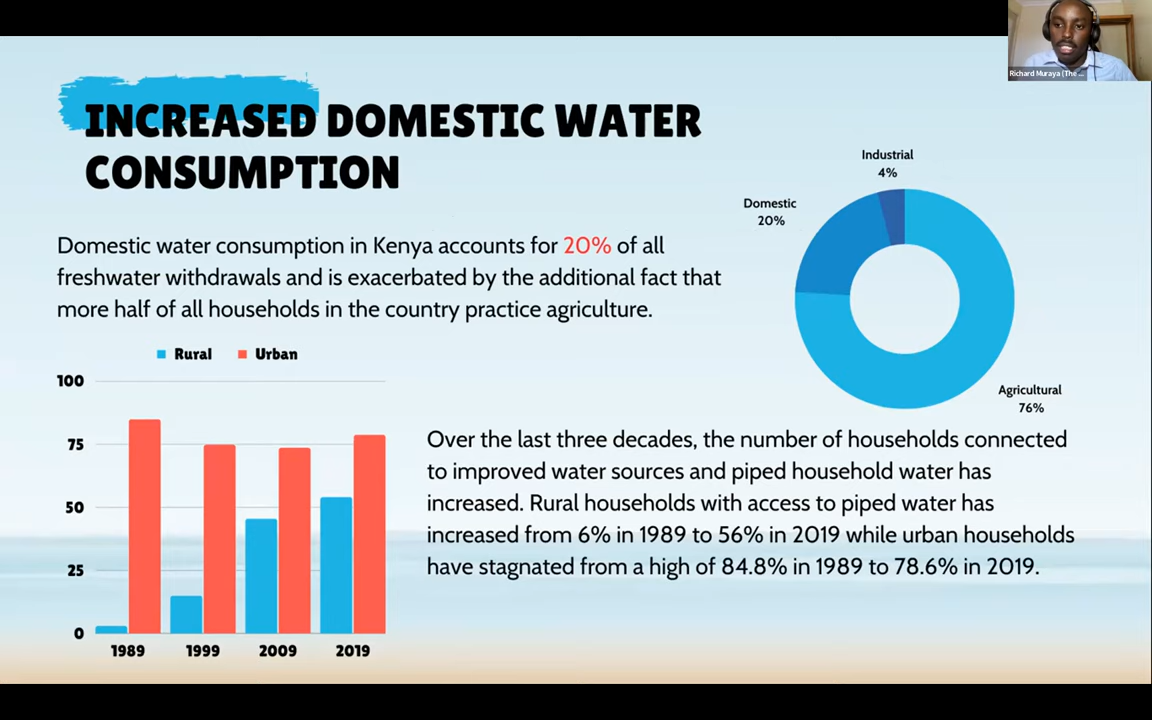 Richard Muraya (The ...
INCREASED DOMESTIC WATER
CONSUMPTION
Domestic water consumption in Kenya accounts for 20% of all
freshwater withdrawals and is exacerbated by the additional fact that
more half of all households in the country practice agriculture.
Industrial
4%
Domestic
20%
Agricultural
76%
Rural Urban
100
75
50
25
0
1989 1999 2009 2019
Over the last three decades, the number of households connected
to improved water sources and piped household water has
increased. Rural households with access to piped water has
increased from 6% in 1989 to 56% in 2019 while urban households
have stagnated from a high of 84.8% in 1989 to 78.6% in 2019.